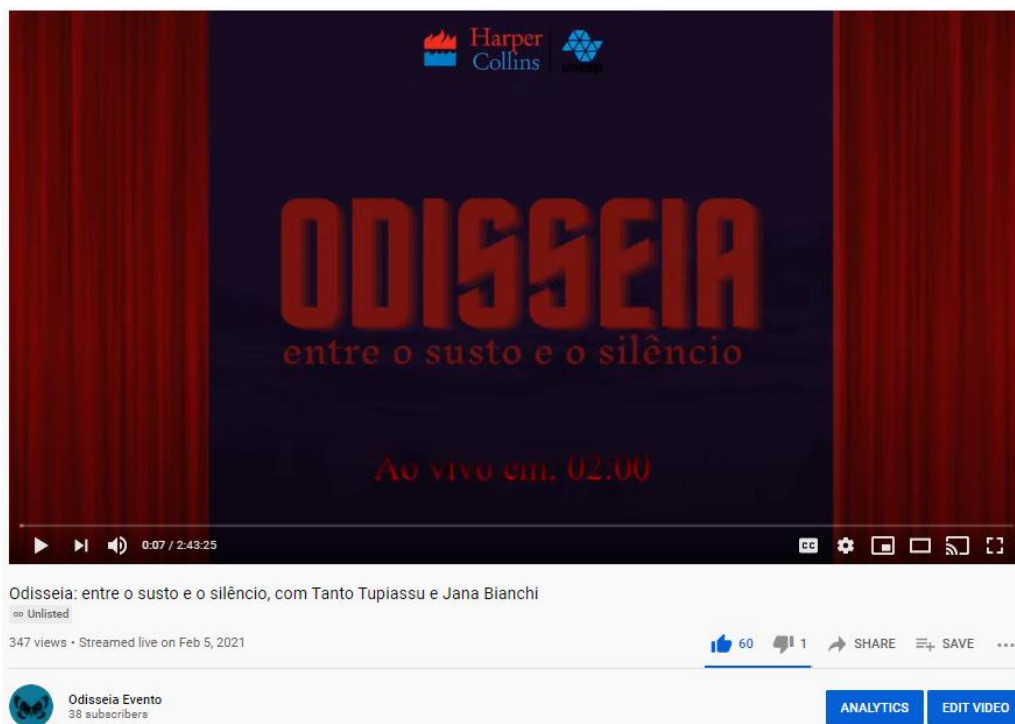 Harper
Collins
unesp
ODISSEIA
entre o susto e o silêncio
Ao vivo em. 02:00
0:07 / 2:43:25
CC
Odisseia: entre o susto e o silêncio, com Tanto Tupiassu e Jana Bianchi
Unlisted
347 views • Streamed live on Feb 5, 2021
60
1
SHARE
SAVE
Odisseia Evento
38 subscribers
ANALYTICS
EDIT VIDEO